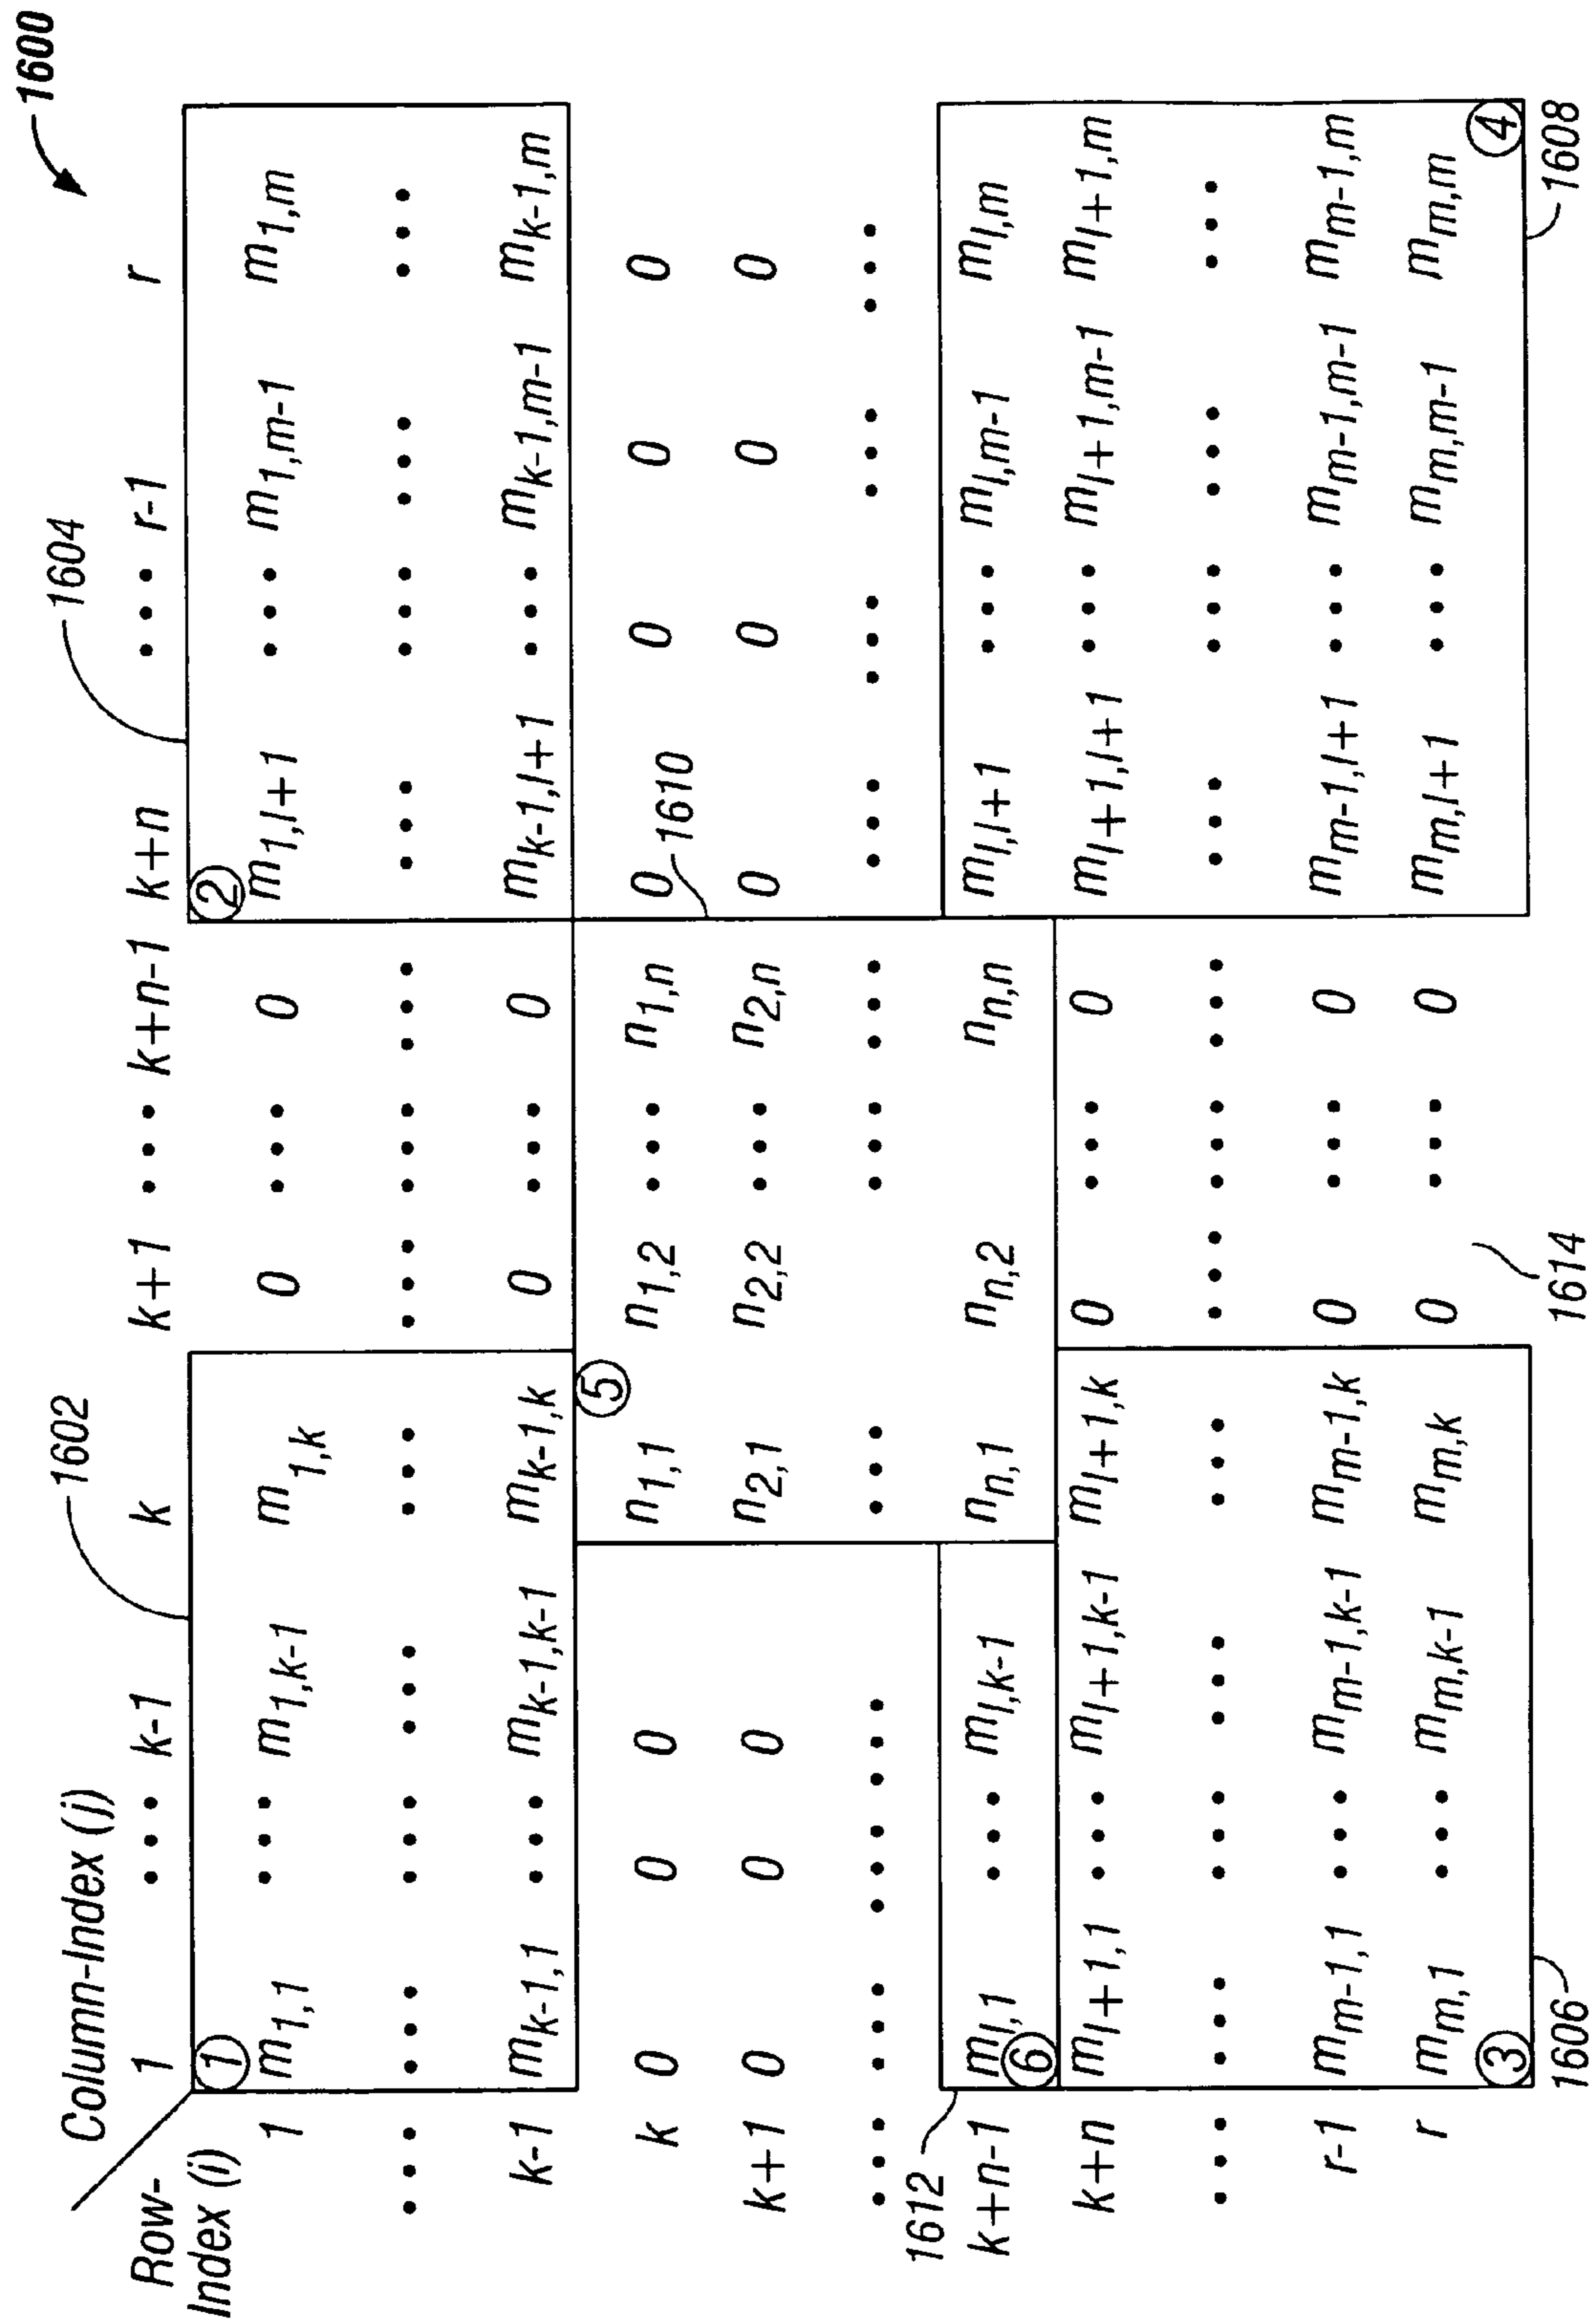 1600
1602
1604
Column-Index (j)
Row-Index (i)
1 ••• k-1 k k+1 ••• k+n-1 k+n ••• r-1 r
① ②
1 m1,1 ••• m1,k-1 m1,k 0 ••• 0 m1,l+1 ••• m1,m-1 m1,m
••• ••• ••• ••• ••• ••• ••• ••• ••• ••• ••• •••
k-1 mk-1,1 ••• mk-1,k-1 mk-1,k 0 ••• 0 mk-1,l+1 ••• mk-1,m-1 mk-1,m
⑤
k 0 0 0 n1,1 n1,2 ••• n1,n 0 0 0 0
1610
k+1 0 0 0 n2,1 n2,2 ••• n2,n 0 0 0 0
••• ••• ••• ••• ••• ••• ••• ••• ••• ••• •••
1612
k+n-1 ml,1 ••• ml,k-1 nn,1 nn,2 nn,n ml,l+1 ••• ml,m-1 ml,m
⑥
k+n ml+1,1 ••• ml+1,k-1 ml+1,k 0 ••• 0 ml+1,l+1 ••• ml+1,m-1 ml+1,m
••• ••• ••• ••• ••• ••• ••• ••• ••• ••• ••• •••
r-1 mm-1,1 ••• mm-1,k-1 mm-1,k 0 ••• 0 mm-1,l+1 ••• mm-1,m-1 mm-1,m
r mm,1 ••• mm,k-1 mm,k 0 ••• 0 mm,l+1 ••• mm,m-1 mm,m
③ ④
1606
1614
1608